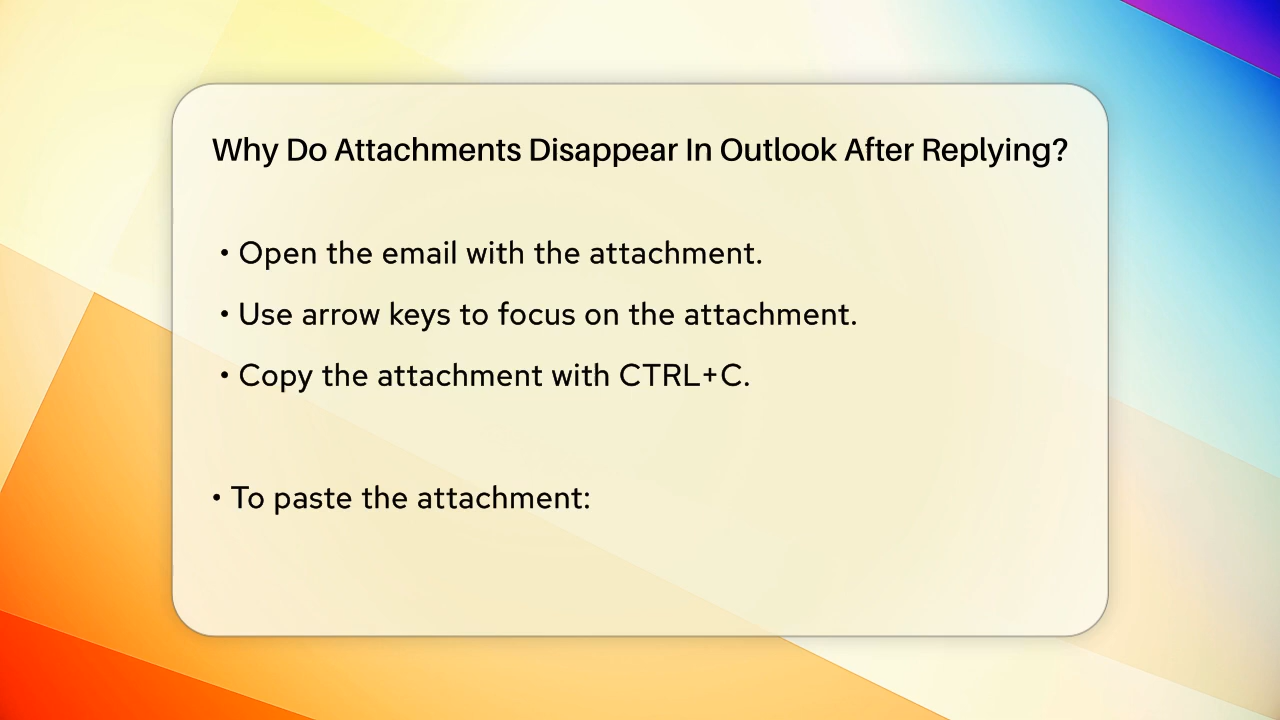 Why Do Attachments Disappear In Outlook After Replying?
• Open the email with the attachment.
• Use arrow keys to focus on the attachment.
• Copy the attachment with CTRL+C.
• To paste the attachment: